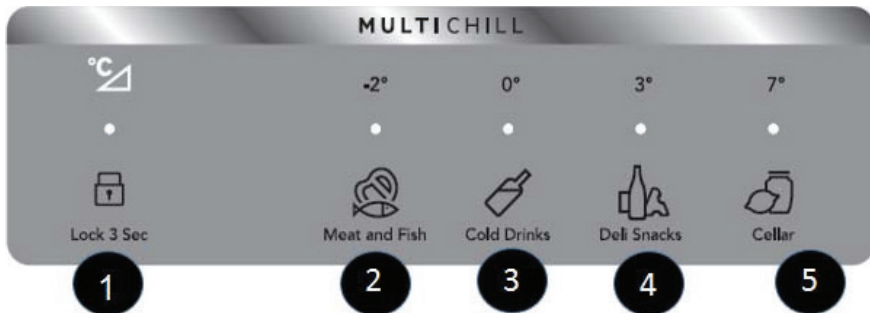 MULTICHILL
°C -2° 0° 3° 7°
Lock 3 Sec Meat and Fish Cold Drinks Deli Snacks Cellar
1 2 3 4 5